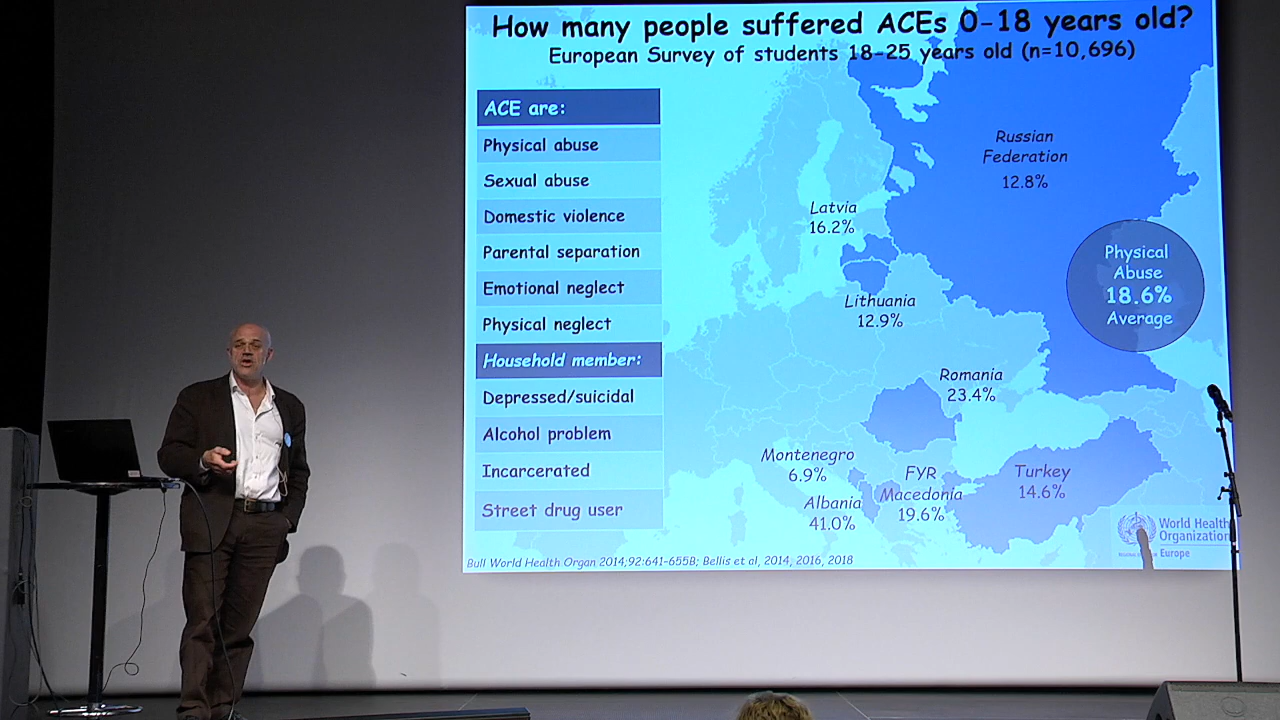 How many people suffered ACEs 0-18 years old?
European Survey of students 18-25 years old (n=10,696)
ACE are:
Physical abuse
Sexual abuse
Domestic violence
Parental separation
Emotional neglect
Physical neglect
Household member:
Depressed/suicidal
Alcohol problem
Incarcerated
Street drug user
Russian
Federation
12.8%
Latvia
16.2%
Physical
Abuse
18.6%
Average
Lithuania
12.9%
Romania
23.4%
Montenegro
6.9%
Albania
41.0%
FYR
Macedonia
19.6%
Turkey
14.6%
World Health
Organization
Europe
Bull World Health Organ 2014;92:641-655B; Bellis et al, 2014, 2016, 2018